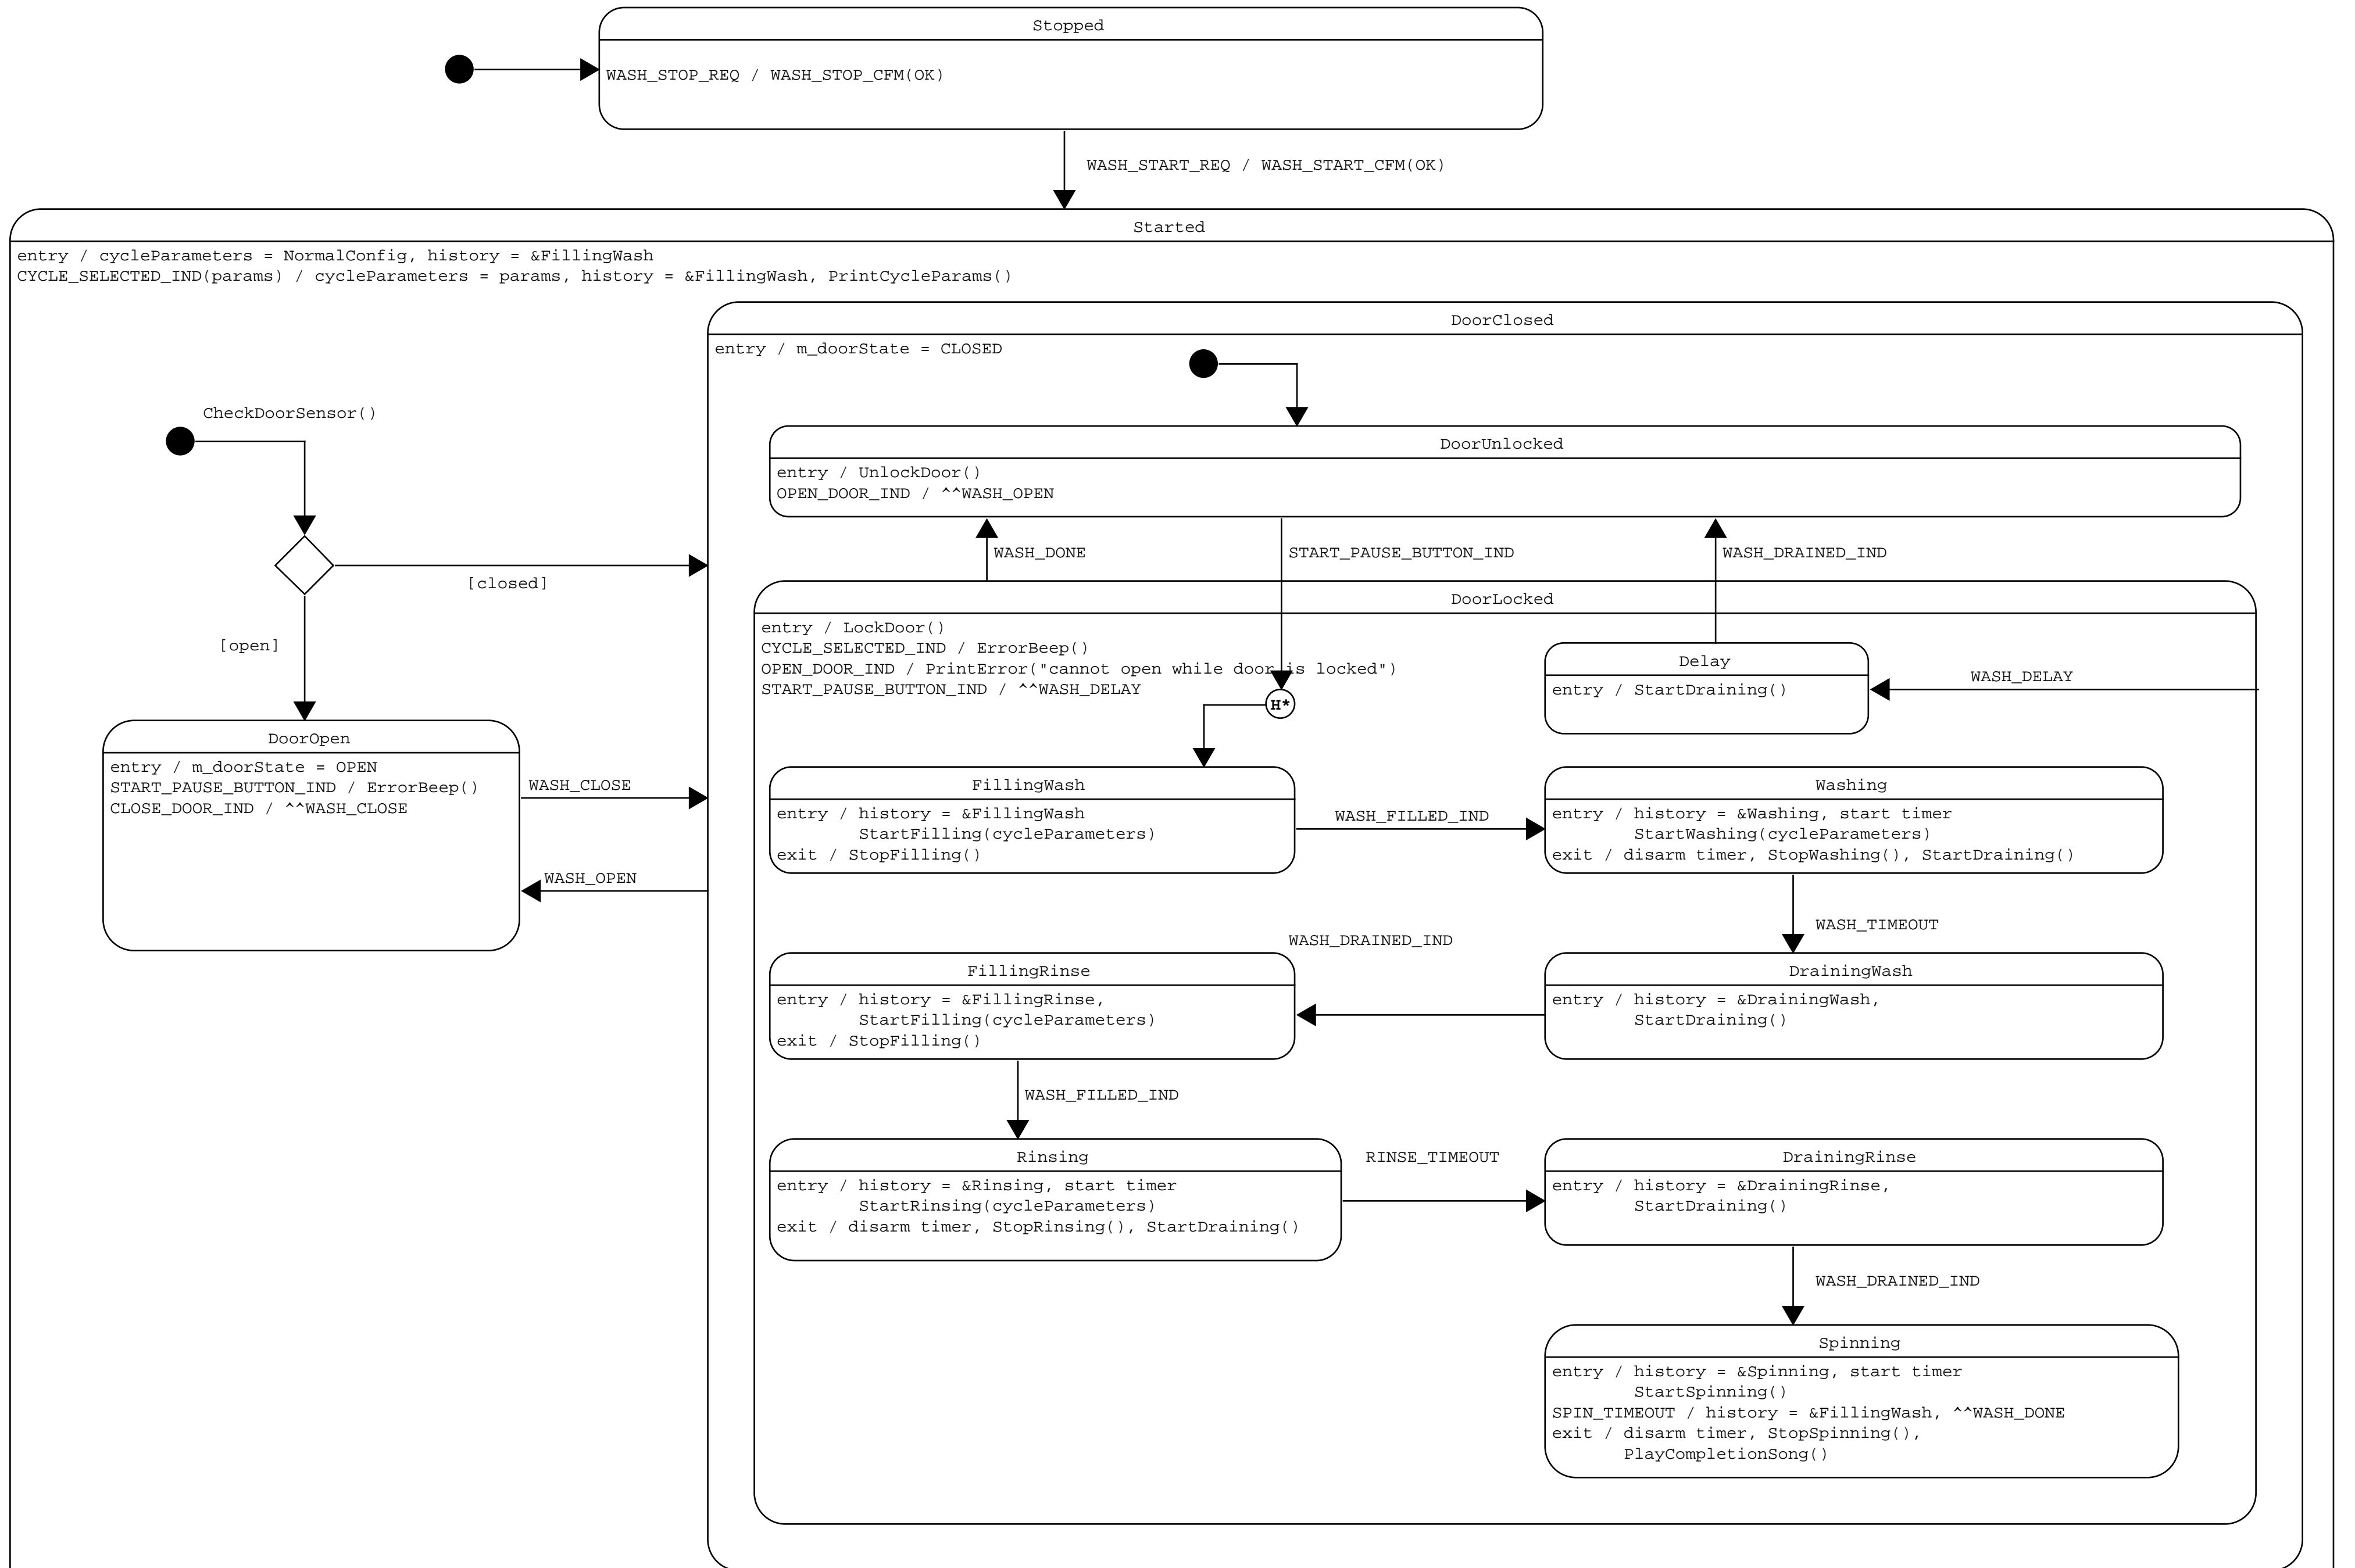 Stopped
WASH_STOP_REQ / WASH_STOP_CFM(OK)
WASH_START_REQ / WASH_START_CFM(OK)
Started
entry / cycleParameters = NormalConfig, history = &FillingWash
CYCLE_SELECTED_IND(params) / cycleParameters = params, history = &FillingWash, PrintCycleParams()
DoorClosed
entry / m_doorState = CLOSED
CheckDoorSensor()
DoorUnlocked
entry / UnlockDoor()
OPEN_DOOR_IND / ^^WASH_OPEN
WASH_DONE
START_PAUSE_BUTTON_IND
WASH_DRAINED_IND
[closed]
[open]
DoorLocked
entry / LockDoor()
CYCLE_SELECTED_IND / ErrorBeep()
OPEN_DOOR_IND / PrintError("cannot open while door is locked")
START_PAUSE_BUTTON_IND / ^^WASH_DELAY
H*
Delay
entry / StartDraining()
WASH_DELAY
DoorOpen
entry / m_doorState = OPEN
START_PAUSE_BUTTON_IND / ErrorBeep()
CLOSE_DOOR_IND / ^^WASH_CLOSE
WASH_CLOSE
WASH_OPEN
FillingWash
entry / history = &FillingWash
StartFilling(cycleParameters)
exit / StopFilling()
WASH_FILLED_IND
Washing
entry / history = &Washing, start timer
StartWashing(cycleParameters)
exit / disarm timer, StopWashing(), StartDraining()
WASH_TIMEOUT
WASH_DRAINED_IND
FillingRinse
entry / history = &FillingRinse,
StartFilling(cycleParameters)
exit / StopFilling()
DrainingWash
entry / history = &DrainingWash,
StartDraining()
WASH_FILLED_IND
Rinsing
entry / history = &Rinsing, start timer
StartRinsing(cycleParameters)
exit / disarm timer, StopRinsing(), StartDraining()
RINSE_TIMEOUT
DrainingRinse
entry / history = &DrainingRinse,
StartDraining()
WASH_DRAINED_IND
Spinning
entry / history = &Spinning, start timer
StartSpinning()
SPIN_TIMEOUT / history = &FillingWash, ^^WASH_DONE
exit / disarm timer, StopSpinning(),
PlayCompletionSong()